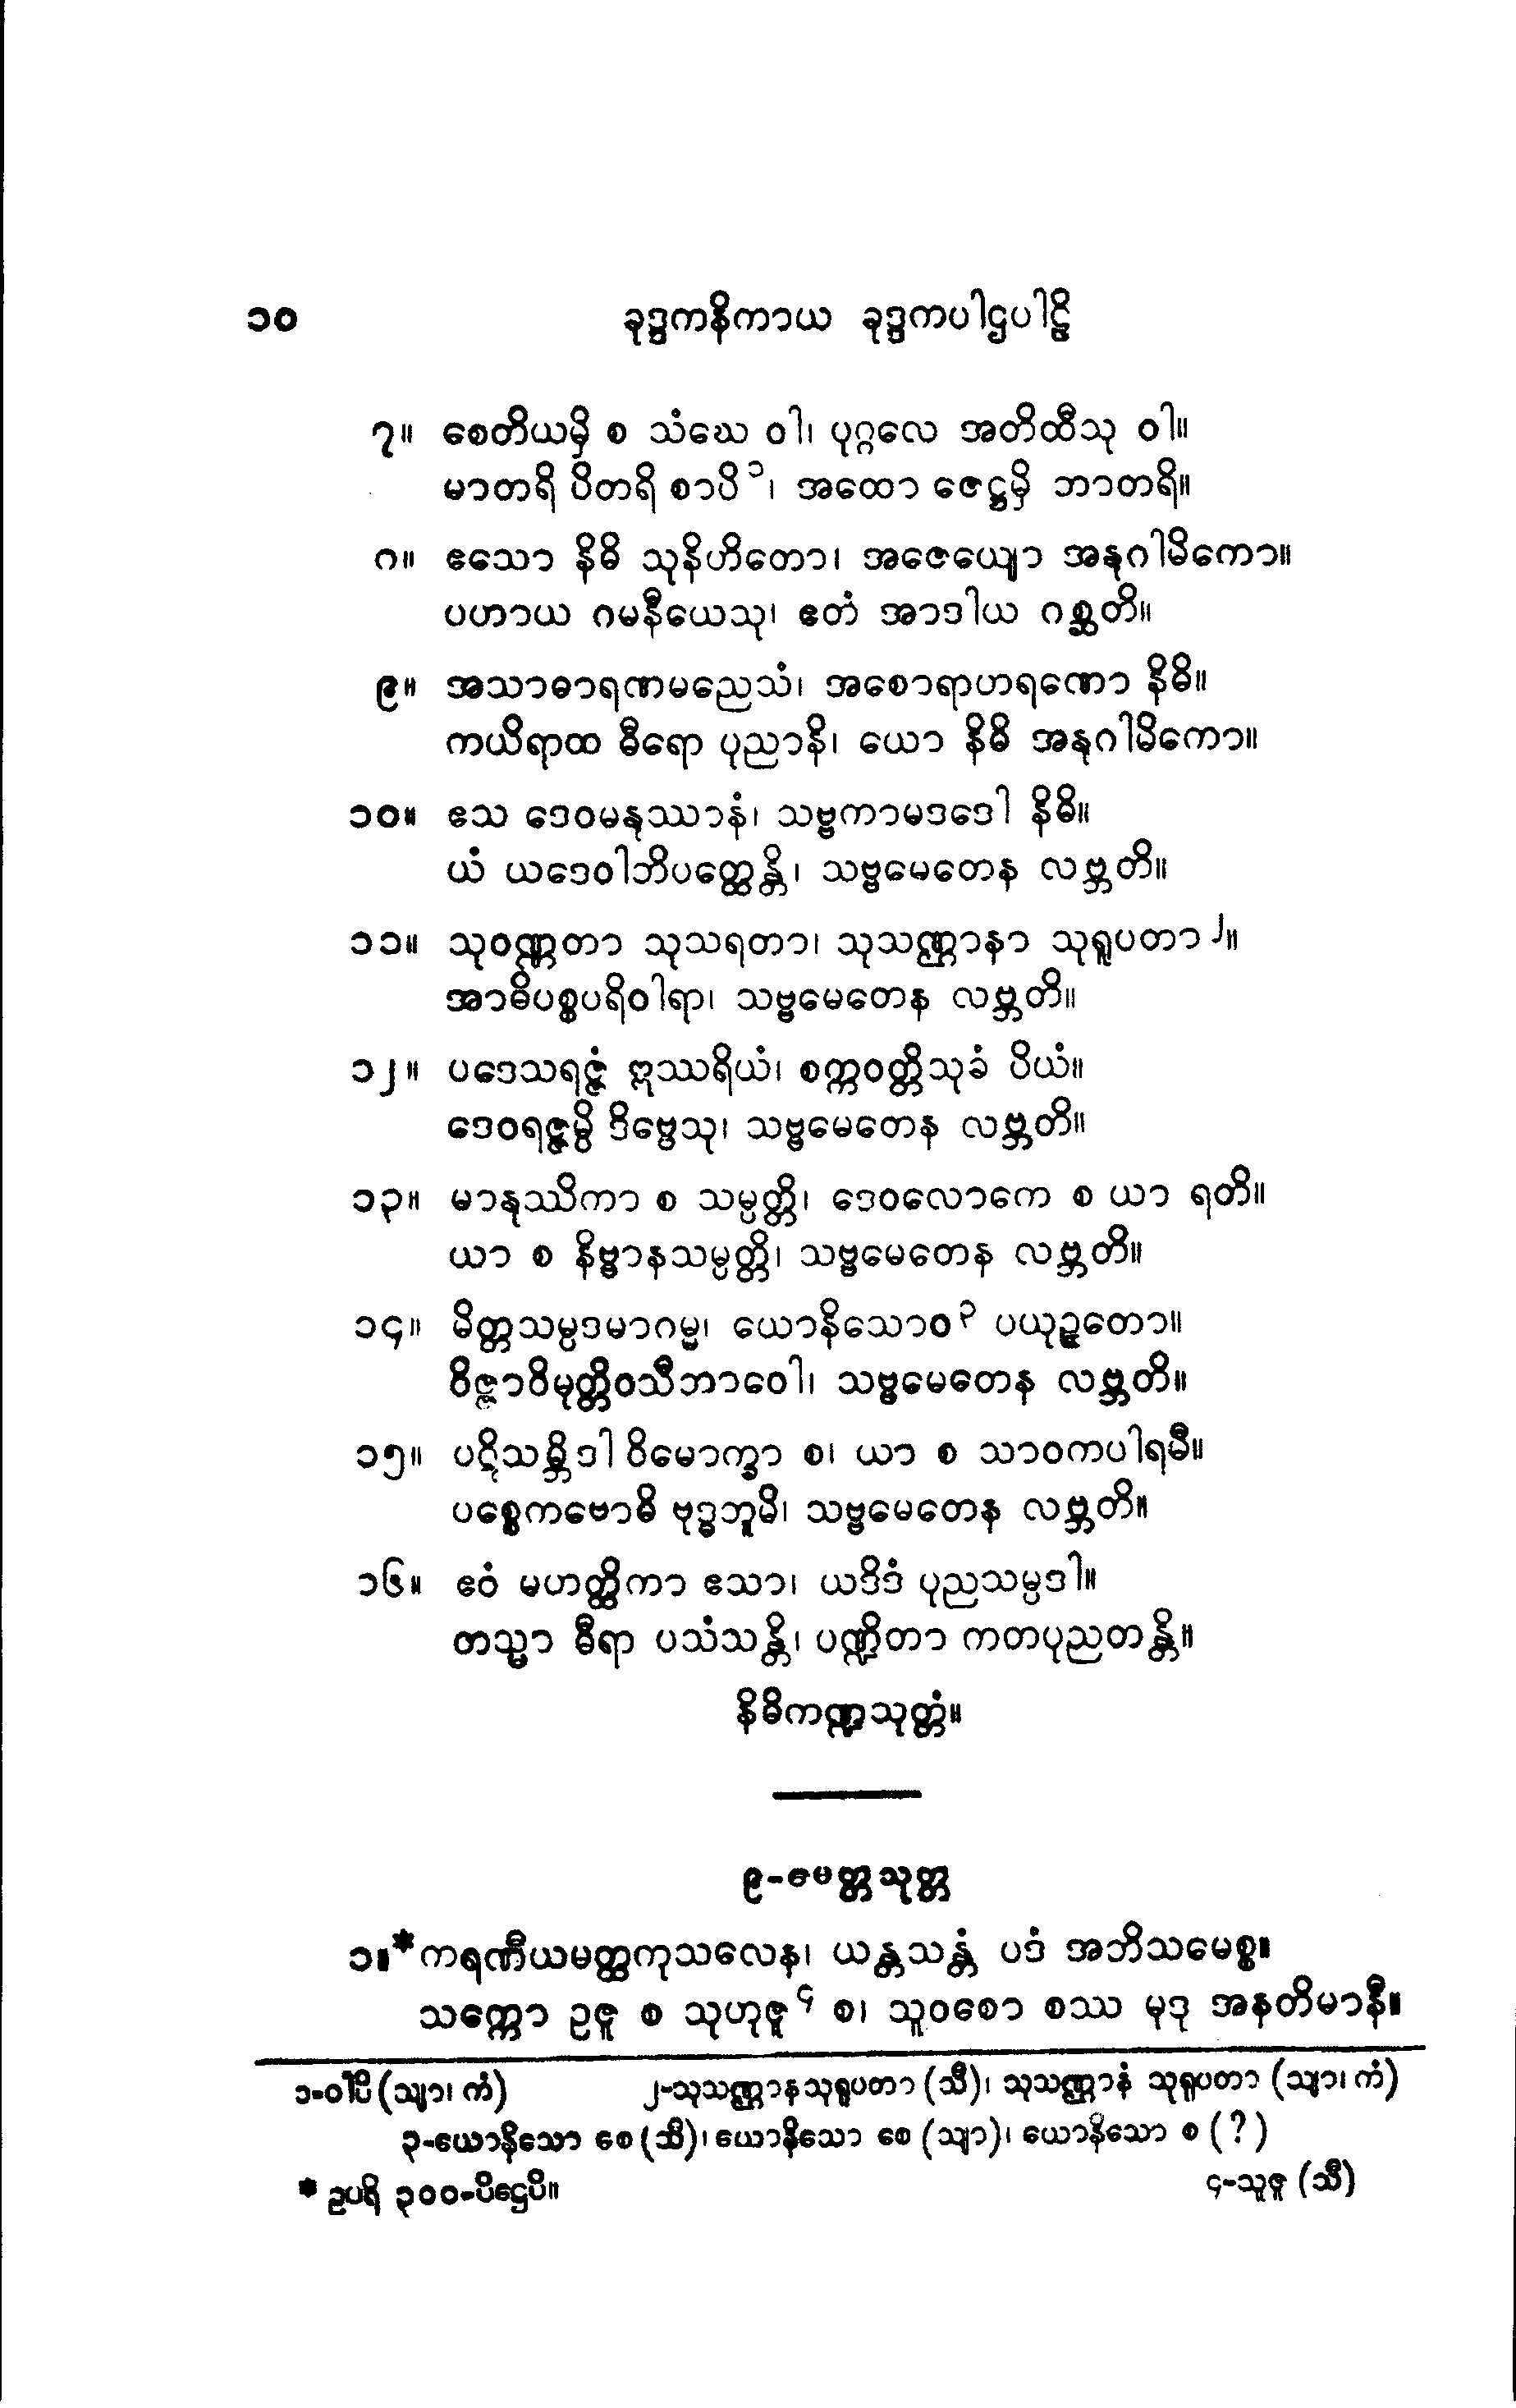 ၁၀ ခုဒ္ဒကနိကာယ ခုဒ္ဒကပါဌပါဠိ
၇။ စေတိယမှိ စ သံဃေ ဝါ၊ ပုဂ္ဂလေ အတိထီသု ဝါ။
မာတရိ ပိတရိ စာပိ ၁၊ အထော ဇေဋ္ဌမှိ ဘာတရိ။
၈။ ဧသော နိဓိ သုနိဟိတော၊ အဇေယျော အနုဂါမိကော။
ပဟာယ ဂမနီယေသု၊ ဧတံ အာဒါယ ဂစ္ဆတိ။
၉။ အသာဓာရဏမညေသံ၊ အစောရာဟရဏော နိဓိ။
ကယိရာထ ဓီရော ပုညာနိ၊ ယော နိဓိ အနုဂါမိကော။
၁၀။ ဧသ ဒေဝမနုဿာနံ၊ သဗ္ဗကာမဒဒေါ နိဓိ။
ယံ ယဒေဝါဘိပတ္ထေန္တိ၊ သဗ္ဗမေတေန လဗ္ဘတိ။
၁၁။ သုဝဏ္ဏတာ သုသရတာ၊ သုသဏ္ဌာနာ သုရူပတာ ၂။
အာဓိပစ္စပရိဝါရာ၊ သဗ္ဗမေတေန လဗ္ဘတိ။
၁၂။ ပဒေသရဇ္ဇံ ဣဿရိယံ၊ စက္ကဝတ္တိသုခံ ပိယံ။
ဒေဝရဇ္ဇမ္ပိ ဒိဗ္ဗေသု၊ သဗ္ဗမေတေန လဗ္ဘတိ။
၁၃။ မာနုဿိကာ စ သမ္ပတ္တိ၊ ဒေဝလောကေ စ ယာ ရတိ။
ယာ စ နိဗ္ဗာနသမ္ပတ္တိ၊ သဗ္ဗမေတေန လဗ္ဘတိ။
၁၄။ မိတ္တသမ္ပဒမာဂမ္မ၊ ယောနိသောဝ ၃ ပယုဉ္ဇတော။
ဝိဇ္ဇာဝိမုတ္တိဝသီဘာဝေါ၊ သဗ္ဗမေတေန လဗ္ဘတိ။
၁၅။ ပဋိသမ္ဘိဒါ ဝိမောက္ခာ စ၊ ယာ စ သာဝကပါရမီ။
ပစ္စေကဗောဓိ ဗုဒ္ဓဘူမိ၊ သဗ္ဗမေတေန လဗ္ဘတိ။
၁၆။ ဧဝံ မဟတ္ထိကာ ဧသာ၊ ယဒိဒံ ပုညသမ္ပဒါ။
တသ္မာ ဓီရာ ပသံသန္တိ၊ ပဏ္ဍိတာ ကတပုညတန္တိ။
နိဓိကဏ္ဍသုတ္တံ။
၉-မေတ္တသုတ္တ
၁။*ကရဏီယမတ္ထကုသလေန၊ ယန္တသန္တံ ပဒံ အဘိသမေစ္စ။
သက္ကော ဥဇူ စ သုဟုဇူ ၄ စ၊ သူဝစော စဿ မုဒု အနတိမာနီ။
၁-ဝါပိ (သျာ၊ ကံ) ၂-သုသဏ္ဌာနသုရူပတာ (သီ)၊ သုသဏ္ဌာနံ သုရူပတာ (သျာ၊ ကံ)
၃-ယောနိသော စေ (သီ)၊ ယောနိသော စေ (သျာ)၊ ယောနိသော စ (?)
* ဥပရိ ၃၀၀-ပိဋ္ဌေပိ။ ၄-သူဇူ (သီ)